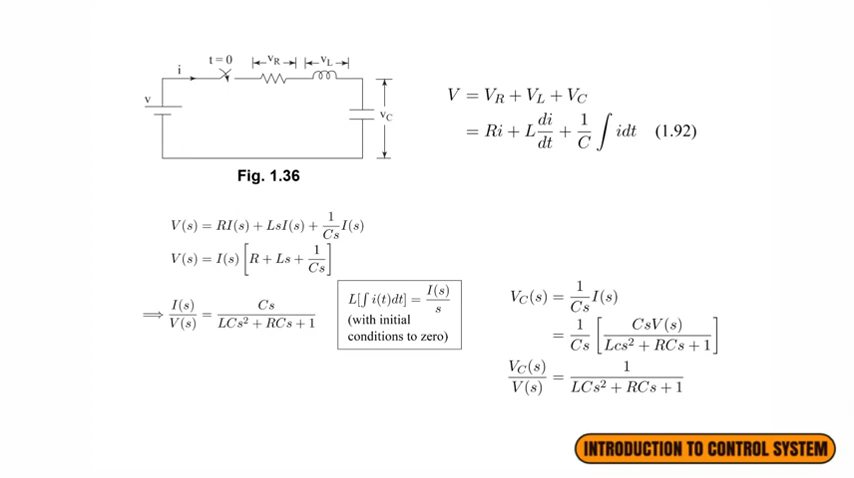 t = 0
i
v
V_R
V_L
V_C
Fig. 1.36
V = V_R + V_L + V_C
= Ri + L di/dt + 1/C ∫ idt (1.92)
V(s) = RI(s) + LsI(s) + 1/Cs I(s)
V(s) = I(s) [R + Ls + 1/Cs]
⟹ I(s)/V(s) = Cs/LCs² + RCs + 1
L[∫ i(t)dt] = I(s)/s
(with initial
conditions to zero)
V_C(s) = 1/Cs I(s)
= 1/Cs [CsV(s)/Lcs² + RCs + 1]
V_C(s)/V(s) = 1/LCs² + RCs + 1
INTRODUCTION TO CONTROL SYSTEM